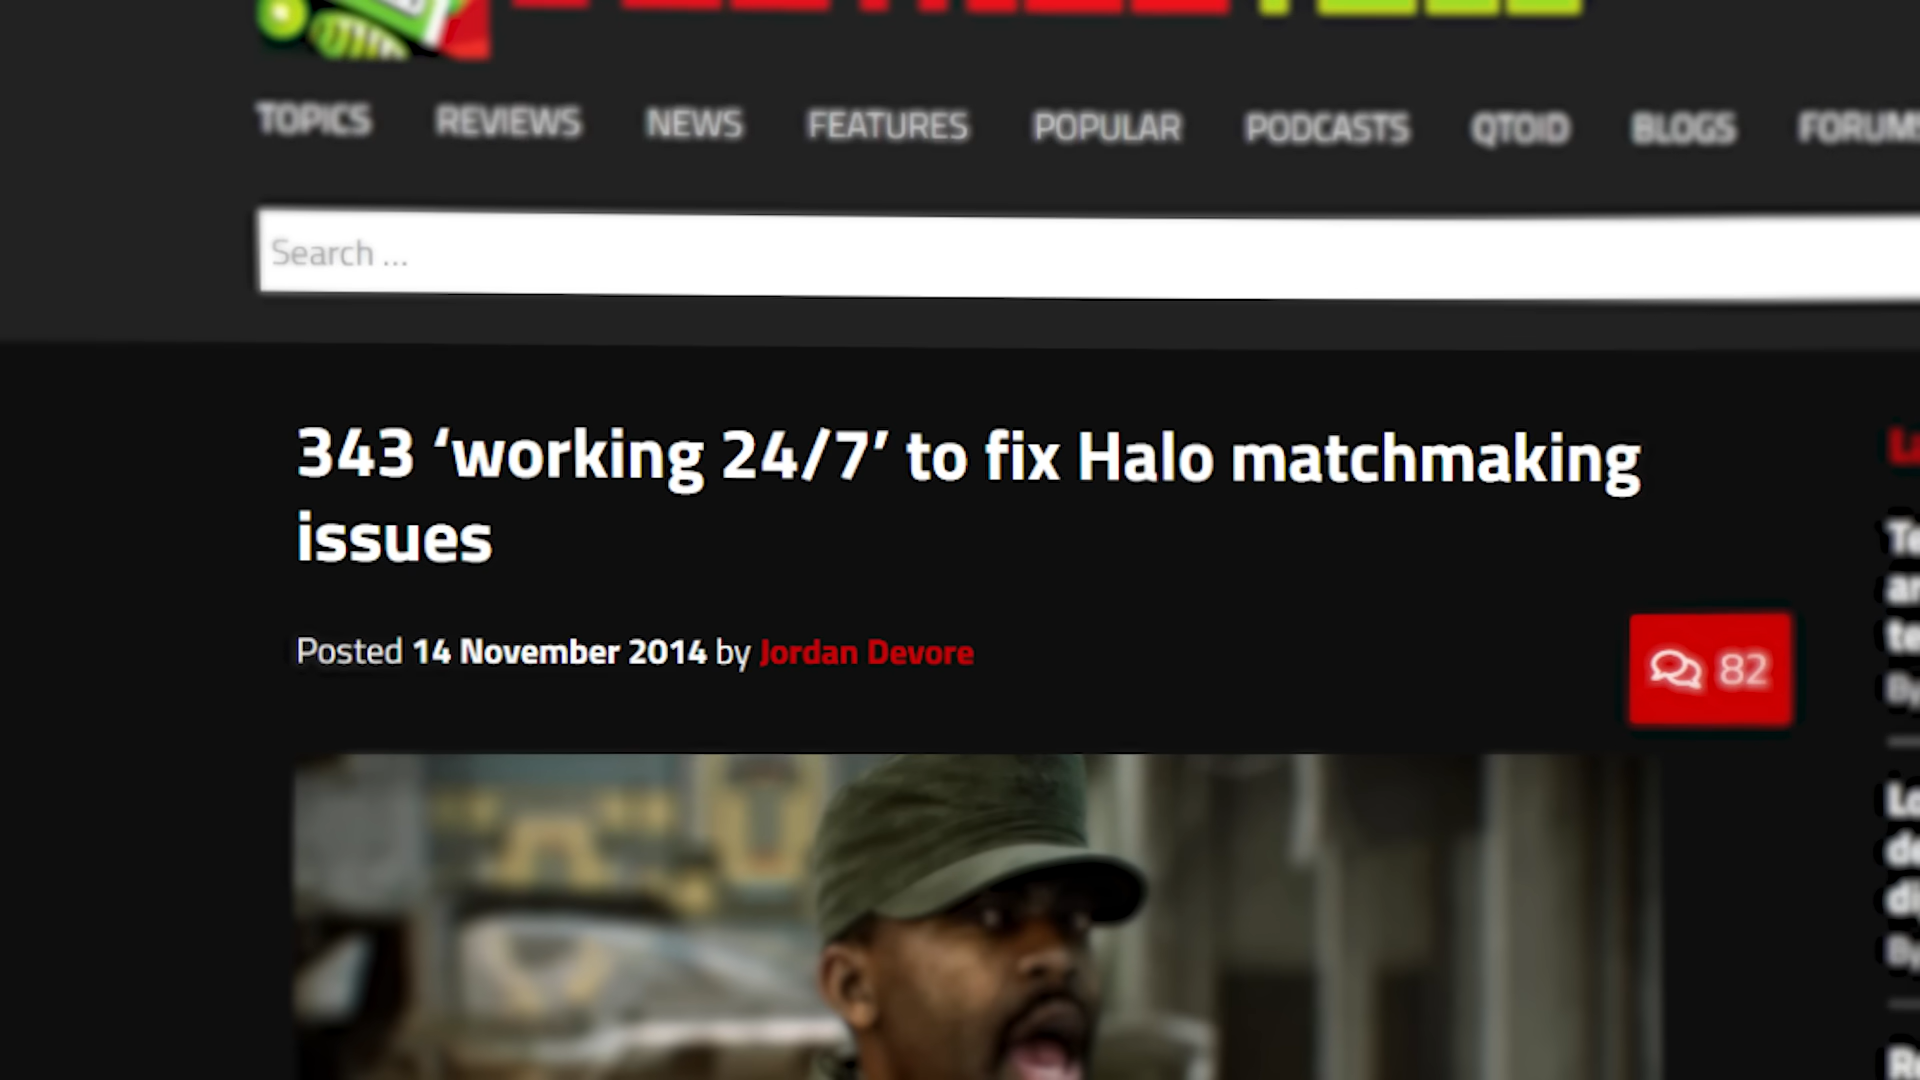 TOPICS REVIEWS NEWS FEATURES POPULAR PODCASTS QTOID BLOGS FORUMS
Search ...
343 ‘working 24/7’ to fix Halo matchmaking
issues
Posted 14 November 2014 by Jordan Devore
82